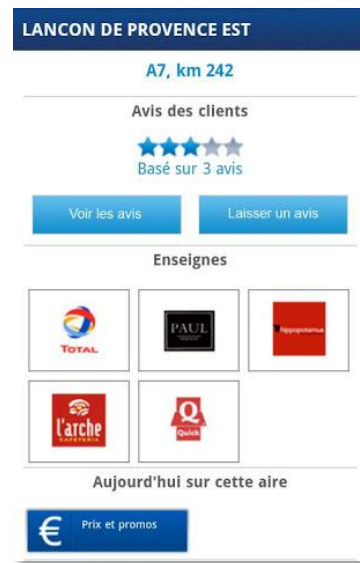 LANCON DE PROVENCE EST
A7, km 242
Avis des clients
Basé sur 3 avis
Voir les avis
Laisser un avis
Enseignes
TOTAL
PAUL
hippopotamus
l'arche
CAFETERIA
Q
Quick
Aujourd'hui sur cette aire
€ Prix et promos